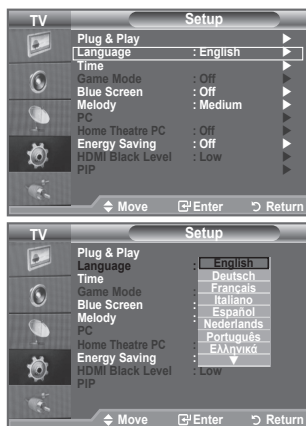 TV Setup
Plug & Play
Language : English
Time
Game Mode : Off
Blue Screen : Off
Melody : Medium
PC
Home Theatre PC : Off
Energy Saving : Off
HDMI Black Level : Low
PIP
Move Enter Return
TV Setup
Plug & Play
Language : English
Time Deutsch
Game Mode : Français
Blue Screen : Italiano
Melody : Español
PC Nederlands
Home Theatre PC : Português
Energy Saving : Ελληνικά
HDMI Black Level : Low
PIP
Move Enter Return